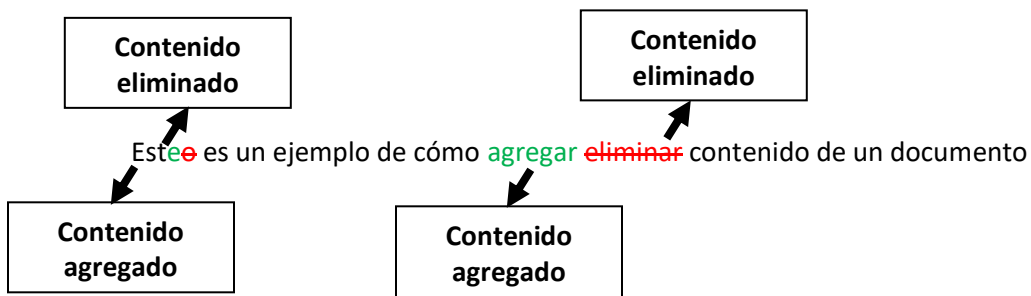 Contenido
eliminado
Contenido
eliminado
Esteo es un ejemplo de cómo agregar eliminar contenido de un documento
Contenido
agregado
Contenido
agregado